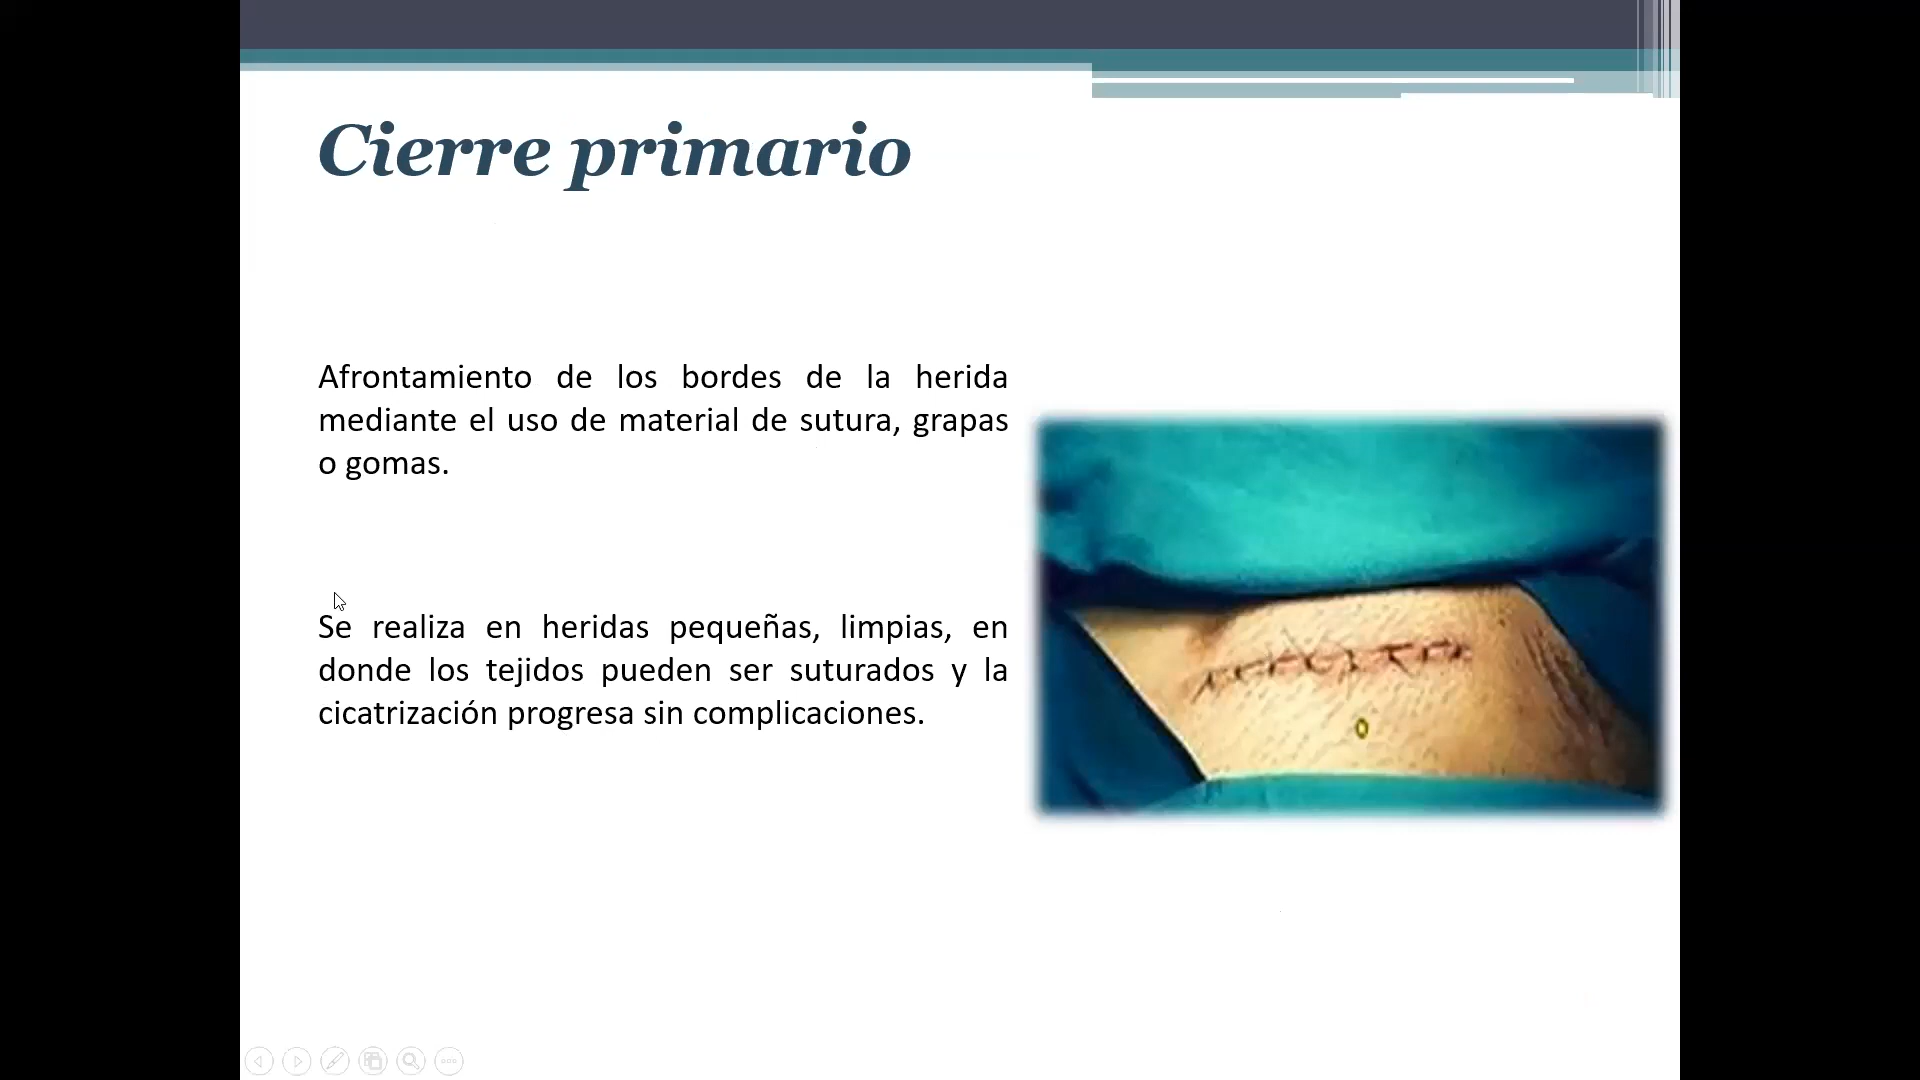 Cierre primario
Afrontamiento de los bordes de la herida
mediante el uso de material de sutura, grapas
o gomas.
Se realiza en heridas pequeñas, limpias, en
donde los tejidos pueden ser suturados y la
cicatrización progresa sin complicaciones.